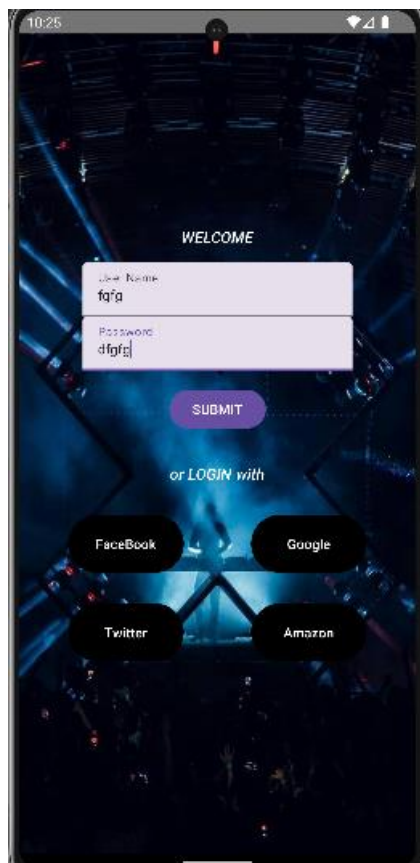 10:25
WELCOME
User Name
fgfg
Password
dfgfg
SUBMIT
or LOGIN with
FaceBook Google
Twitter Amazon